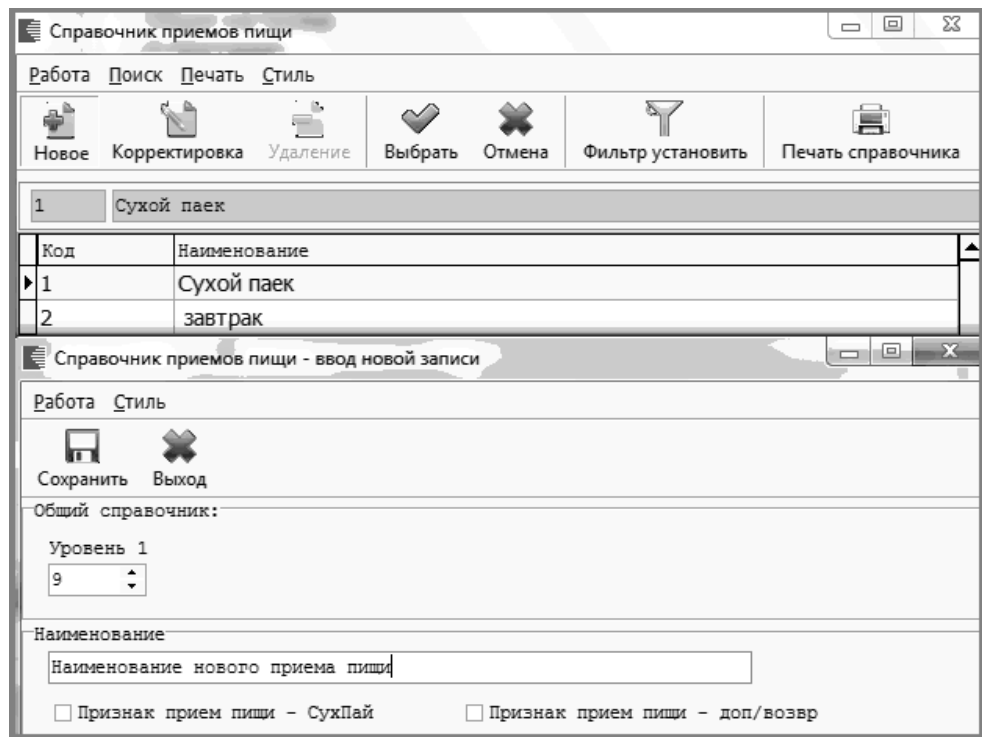 Справочник приемов пищи
Работа Поиск Печать Стиль
Новое Корректировка Удаление Выбрать Отмена Фильтр установить Печать справочника
1 Сухой паек
Код Наименование
1 Сухой паек
2 завтрак
Справочник приемов пищи - ввод новой записи
Работа Стиль
Сохранить Выход
Общий справочник:
Уровень 1
9
Наименование
Наименование нового приема пищи
Признак прием пищи - СухПай Признак прием пищи - доп/возвр